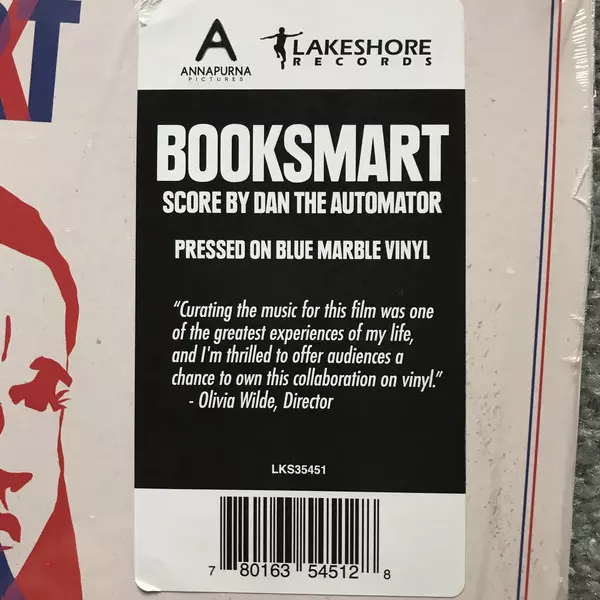 RT
ANNAPURNA
PICTURES
LAKESHORE
RECORDS
BOOKSMART
SCORE BY DAN THE AUTOMATOR
PRESSED ON BLUE MARBLE VINYL
“Curating the music for this film was one
of the greatest experiences of my life,
and I'm thrilled to offer audiences a
chance to own this collaboration on vinyl.”
- Olivia Wilde, Director
LKS35451
7 80163 54512 8